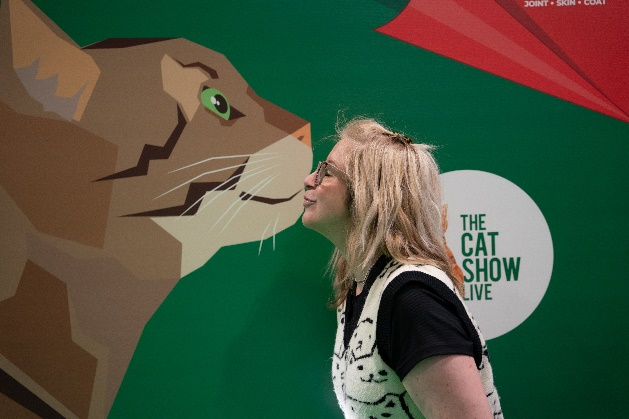 JOINT • SKIN • COAT
THE
CAT
SHOW
LIVE